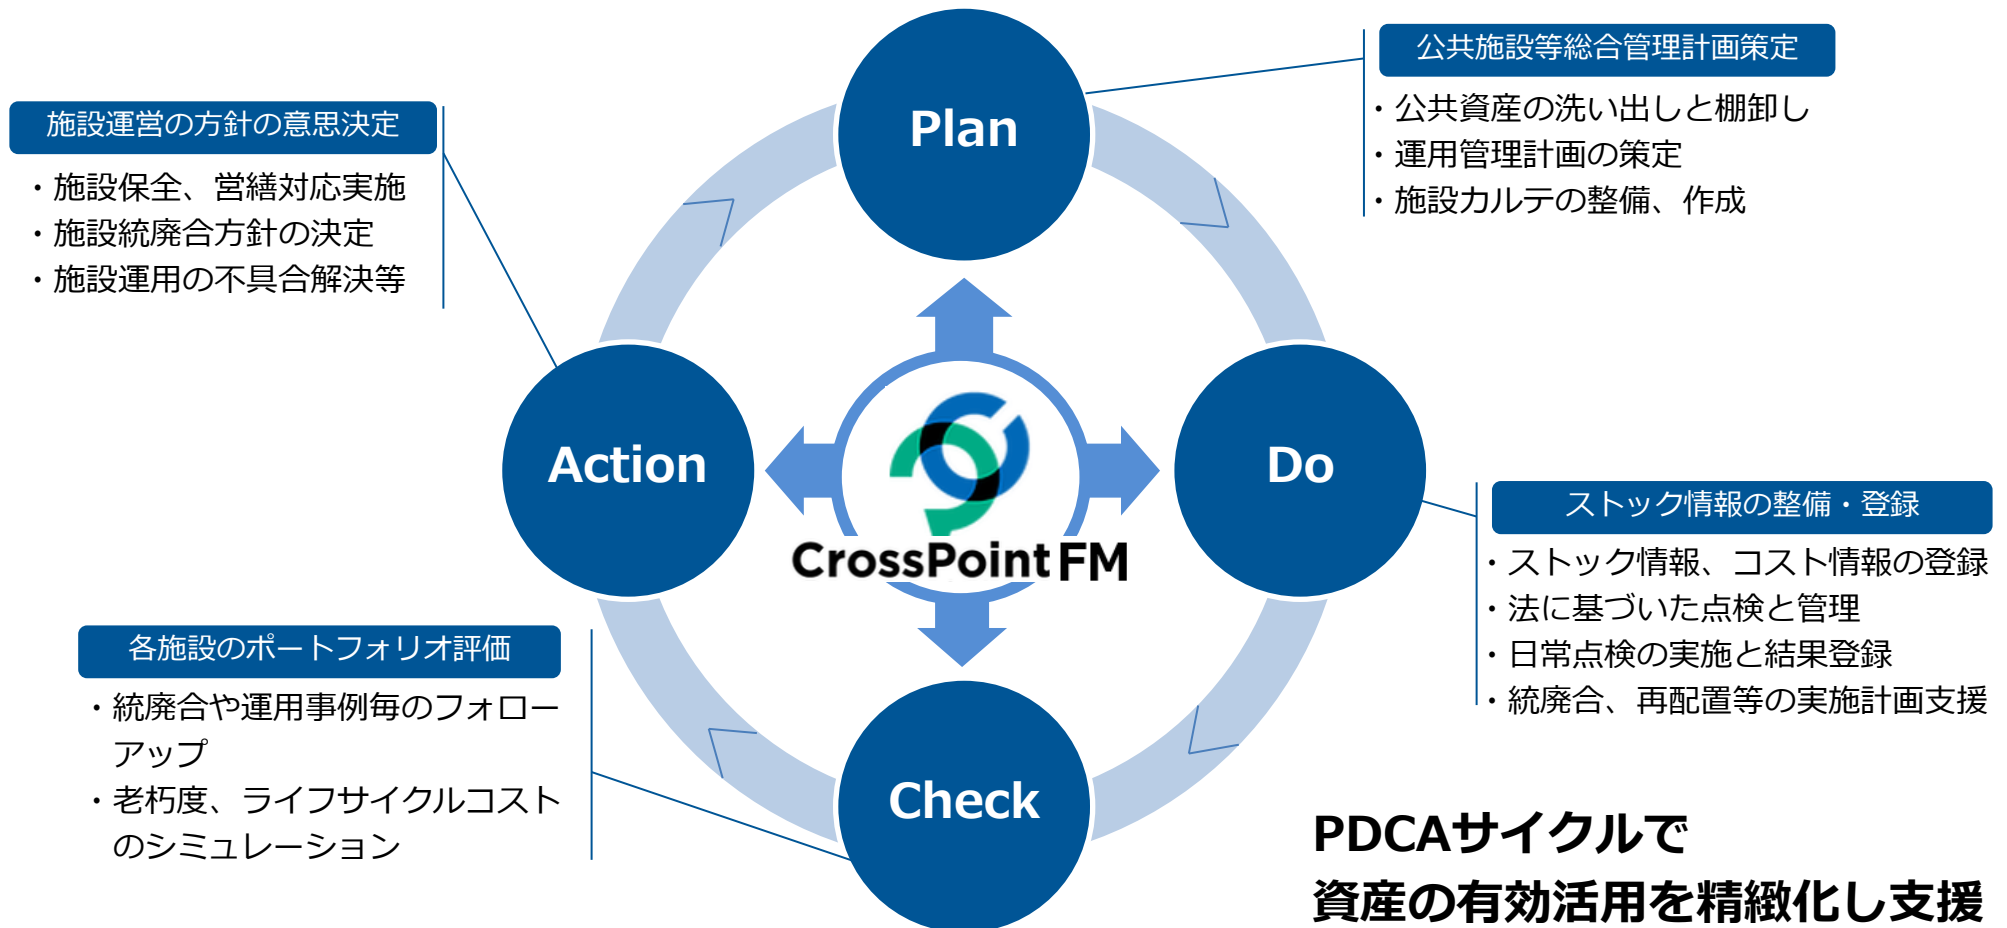 Plan
公共施設等総合管理計画策定
・公共資産の洗い出しと棚卸し
・運用管理計画の策定
・施設カルテの整備、作成
施設運営の方針の意思決定
・施設保全、営繕対応実施
・施設統廃合方針の決定
・施設運用の不具合解決等
Action
Do
CrossPoint FM
ストック情報の整備・登録
・ストック情報、コスト情報の登録
・法に基づいた点検と管理
・日常点検の実施と結果登録
・統廃合、再配置等の実施計画支援
各施設のポートフォリオ評価
・統廃合や運用事例毎のフォロー
アップ
・老朽度、ライフサイクルコスト
のシミュレーション
Check
PDCAサイクルで
資産の有効活用を精緻化し支援